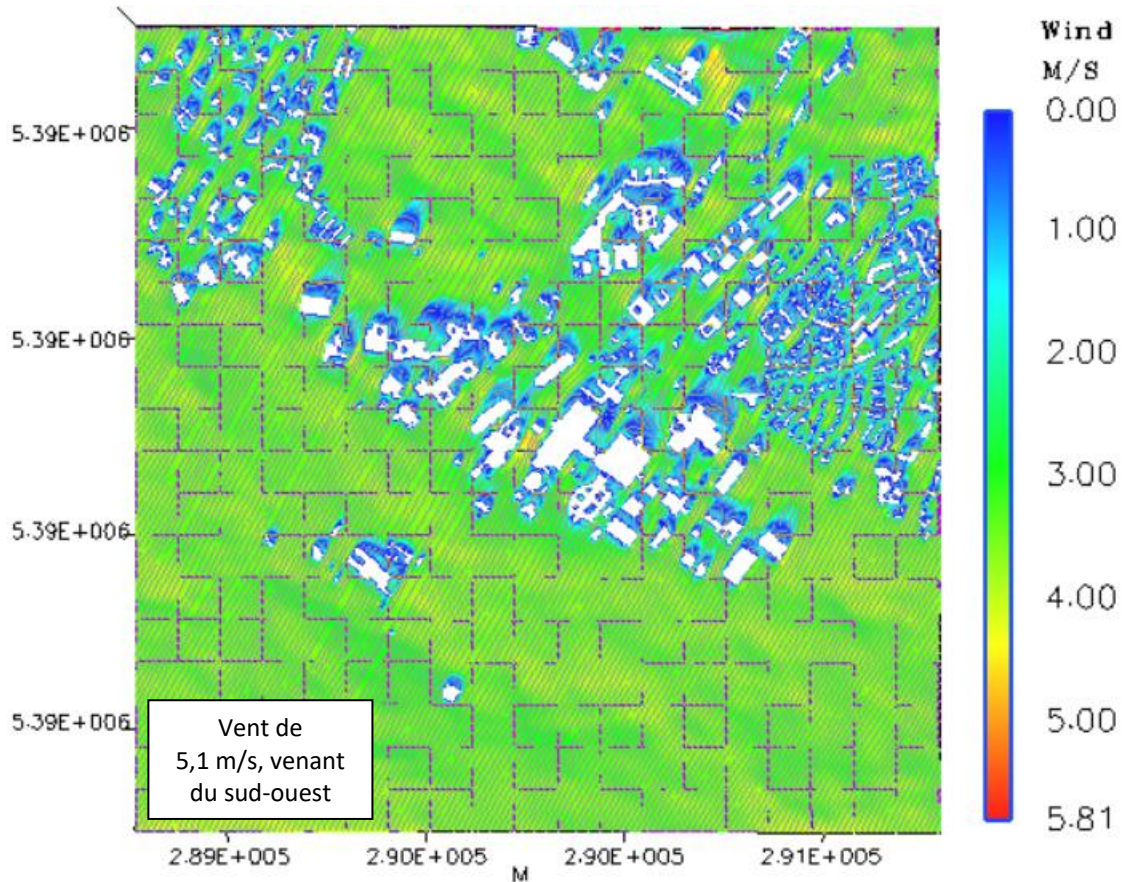 Wind
M/S
0.00
1.00
2.00
3.00
4.00
5.00
5.81
5.39E+006
5.39E+006
5.39E+006
5.39E+006
Vent de
5,1 m/s, venant
du sud-ouest
2.89E+005 2.90E+005 2.90E+005 2.91E+005
M